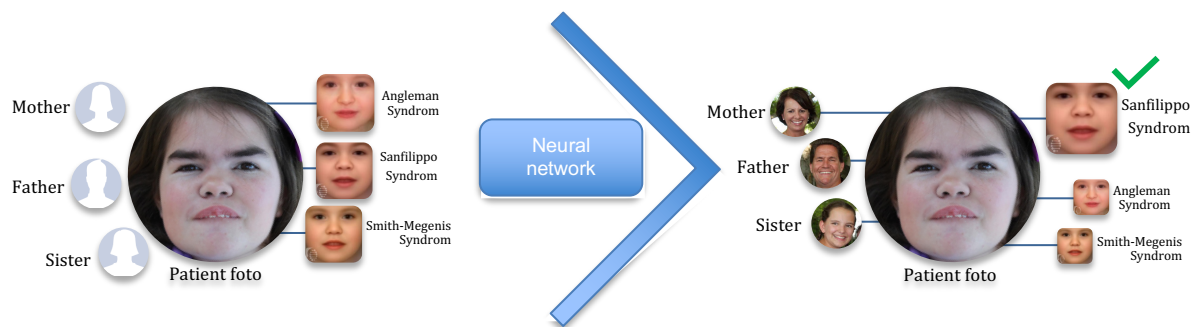 Mother
Father
Sister
Patient foto
Angleman
Syndrom
Sanfilippo
Syndrom
Smith-Megenis
Syndrom
Neural
network
Mother
Father
Sister
Patient foto
Sanfilippo
Syndrom
Angleman
Syndrom
Smith-Megenis
Syndrom